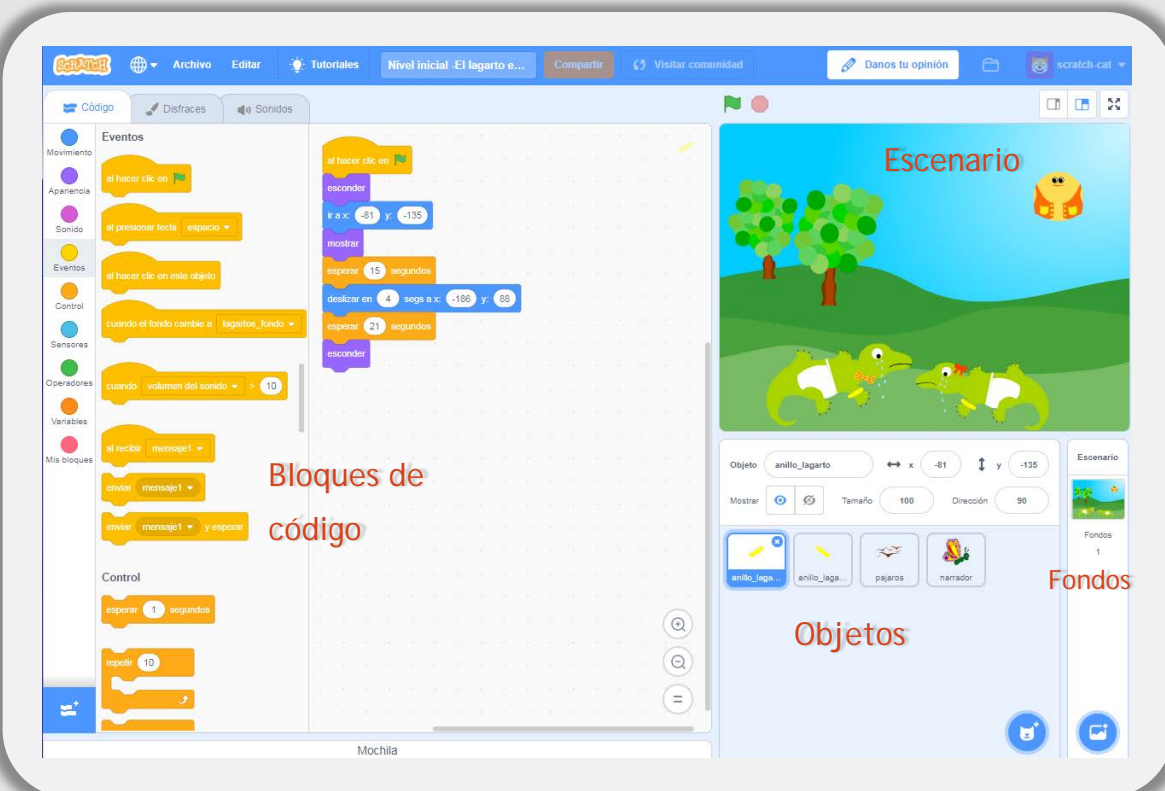 SCRATCH Archivo Editar Tutoriales Nivel inicial -El lagarto e... Compartir Visitar comunidad Danos tu opinión scratch-cat
Código Disfraces Sonidos
Movimiento
Apariencia
Sonido
Eventos
Control
Sensores
Operadores
Variables
Mis bloques
Eventos
al hacer clic en
al presionar tecla espacio
al hacer clic en este objeto
cuando el fondo cambie a lagartos_fondo
cuando volumen del sonido > 10
al recibir mensaje1
enviar mensaje1
enviar mensaje1 y esperar
Control
esperar 1 segundos
repetir 10
al hacer clic en
esconder
ir a x: -81 y: -135
mostrar
esperar 15 segundos
deslizar en 4 segs a x: -186 y: 88
esperar 21 segundos
esconder
Bloques de
código
Mochila
Escenario
Objeto anillo_lagarto x -81 y -135
Mostrar Tamaño 100 Dirección 90
anillo_laga... anillo_laga... pajaros narrador
Objetos
Escenario
Fondos
1
Fondos